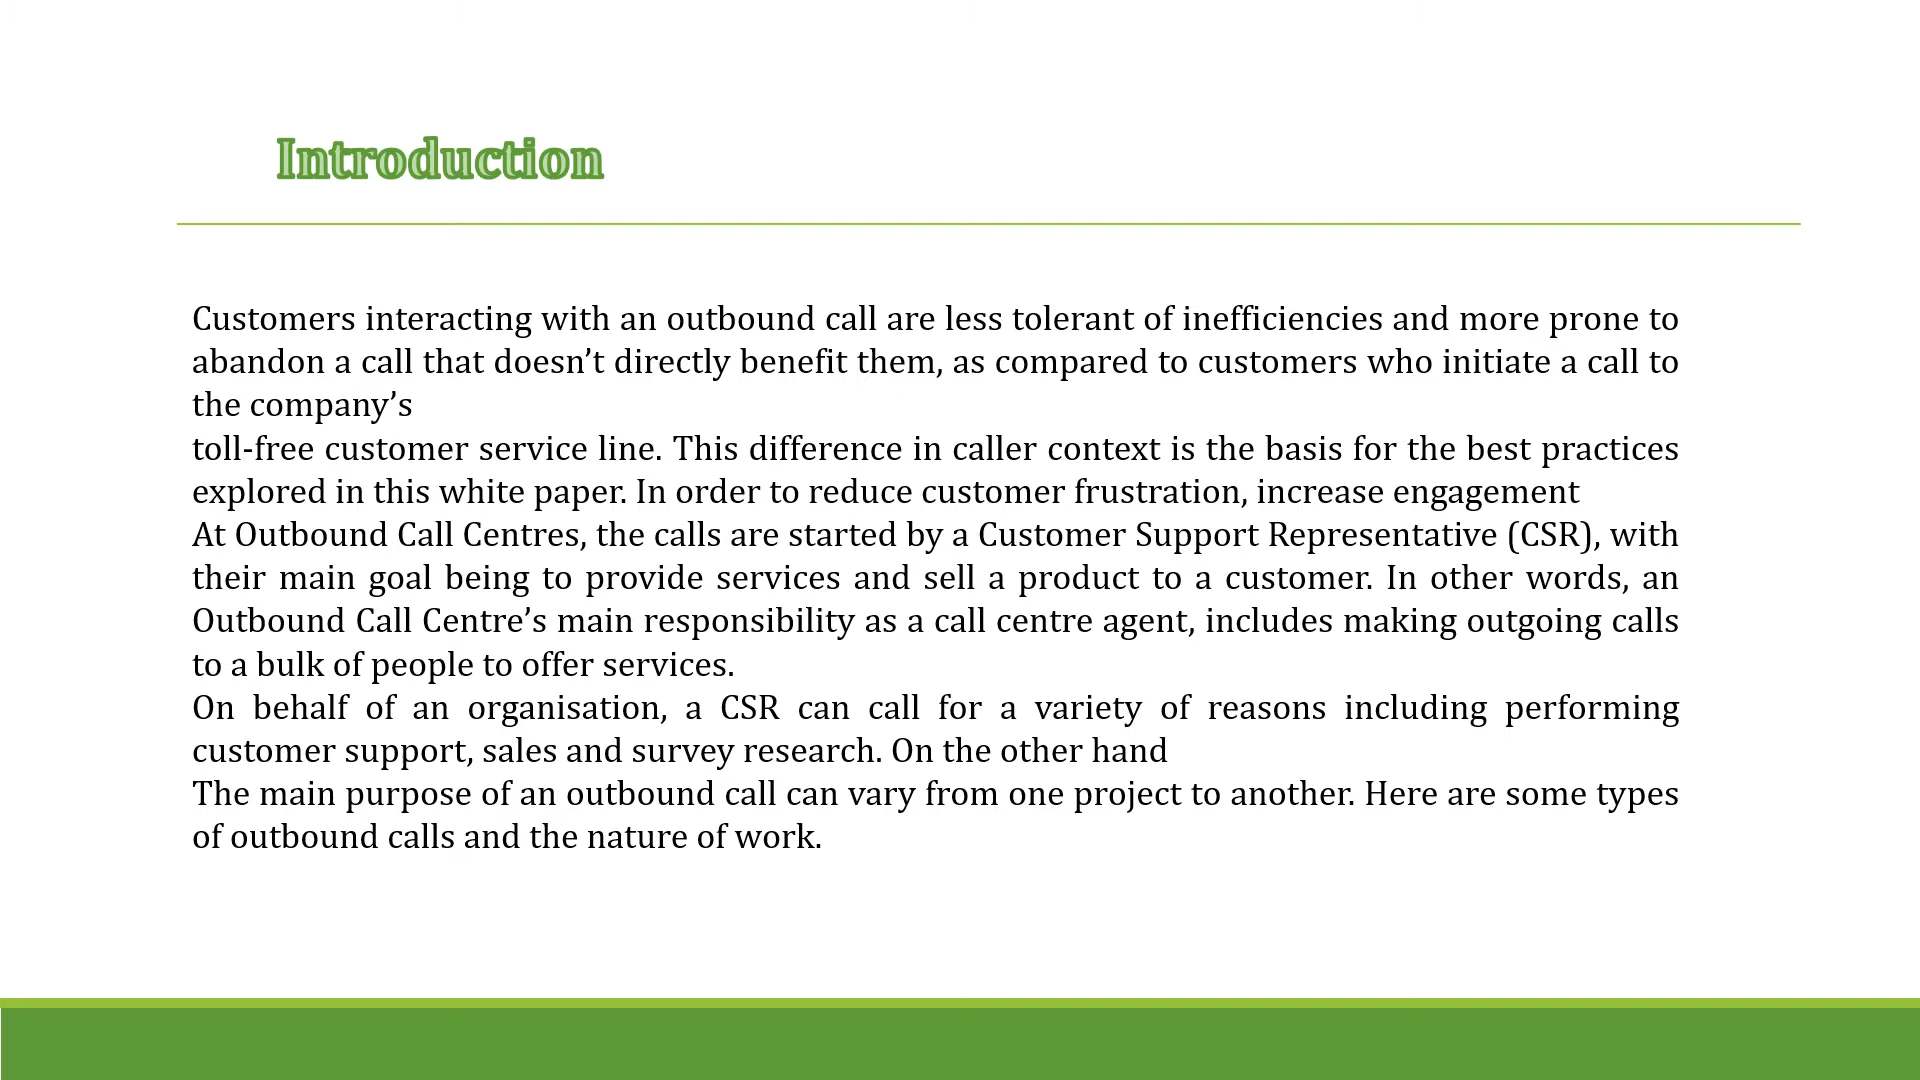 Introduction
Customers interacting with an outbound call are less tolerant of inefficiencies and more prone to
abandon a call that doesn’t directly benefit them, as compared to customers who initiate a call to
the company’s
toll-free customer service line. This difference in caller context is the basis for the best practices
explored in this white paper. In order to reduce customer frustration, increase engagement
At Outbound Call Centres, the calls are started by a Customer Support Representative (CSR), with
their main goal being to provide services and sell a product to a customer. In other words, an
Outbound Call Centre’s main responsibility as a call centre agent, includes making outgoing calls
to a bulk of people to offer services.
On behalf of an organisation, a CSR can call for a variety of reasons including performing
customer support, sales and survey research. On the other hand
The main purpose of an outbound call can vary from one project to another. Here are some types
of outbound calls and the nature of work.